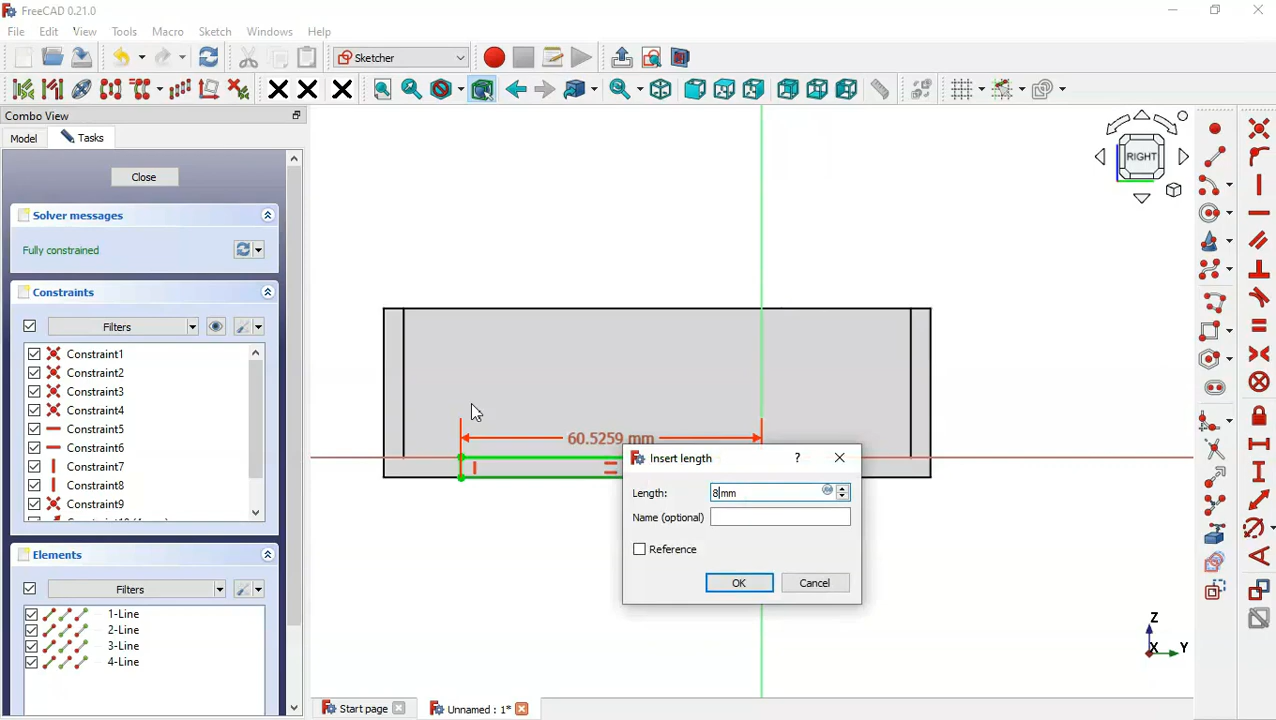 FreeCAD 0.21.0
File Edit View Tools Macro Sketch Windows Help
Sketcher
Combo View
Model Tasks
Close
Solver messages
Fully constrained
Constraints
Filters
Constraint1
Constraint2
Constraint3
Constraint4
Constraint5
Constraint6
Constraint7
Constraint8
Constraint9
Elements
Filters
1-Line
2-Line
3-Line
4-Line
RIGHT
60.5259 mm
Insert length
?
Length: 8 mm
Name (optional)
Reference
OK Cancel
Z
X Y
Start page Unnamed : 1*